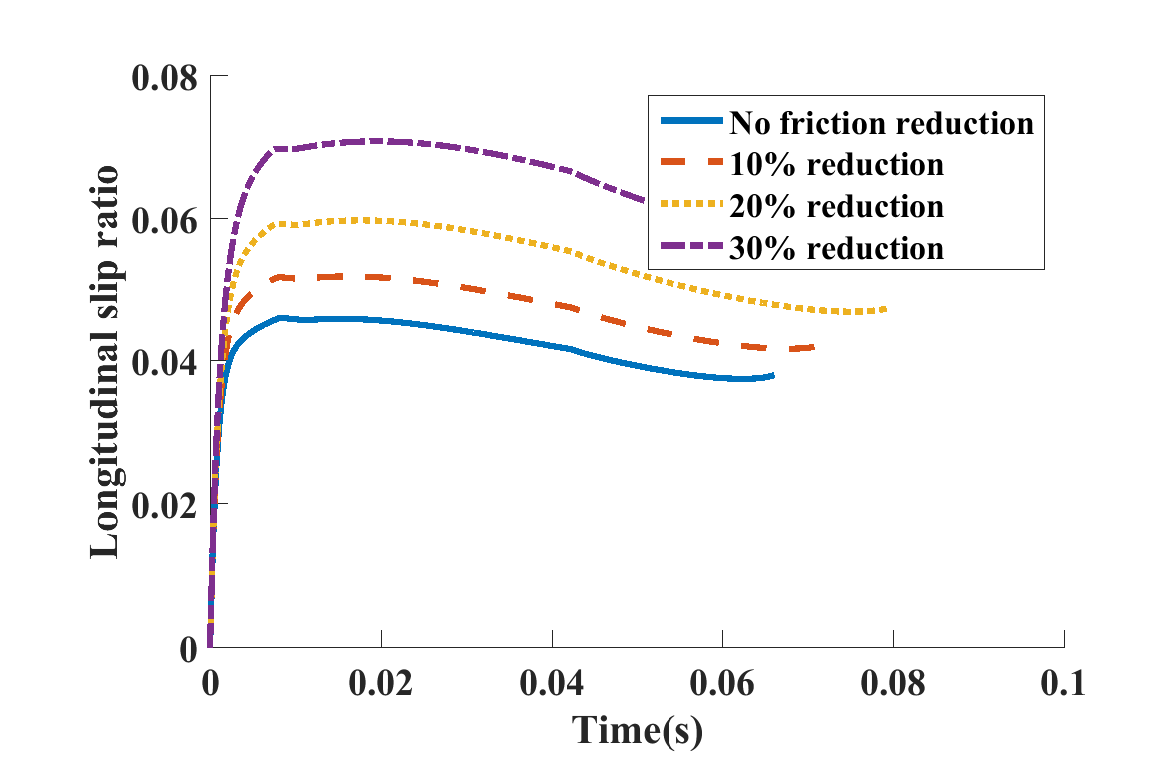 0.08
0.06
0.04
0.02
0
Longitudinal slip ratio
No friction reduction
10% reduction
20% reduction
30% reduction
0 0.02 0.04 0.06 0.08 0.1
Time(s)